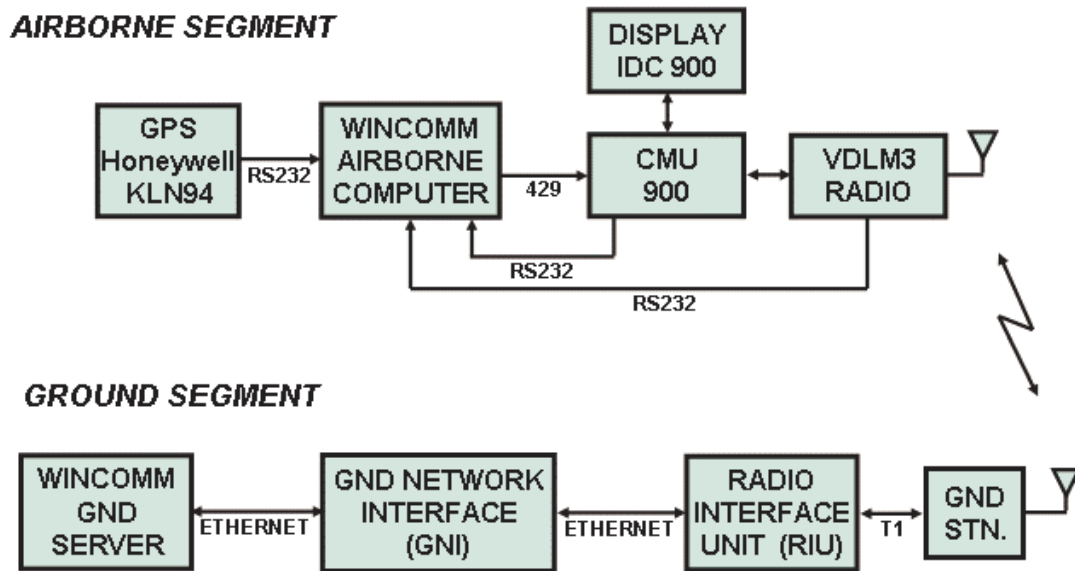 AIRBORNE SEGMENT
DISPLAY
IDC 900
GPS
Honeywell
KLN94
RS232
WINCOMM
AIRBORNE
COMPUTER
429
CMU
900
VDLM3
RADIO
RS232
RS232
GROUND SEGMENT
WINCOMM
GND
SERVER
ETHERNET
GND NETWORK
INTERFACE
(GNI)
ETHERNET
RADIO
INTERFACE
UNIT (RIU)
T1
GND
STN.